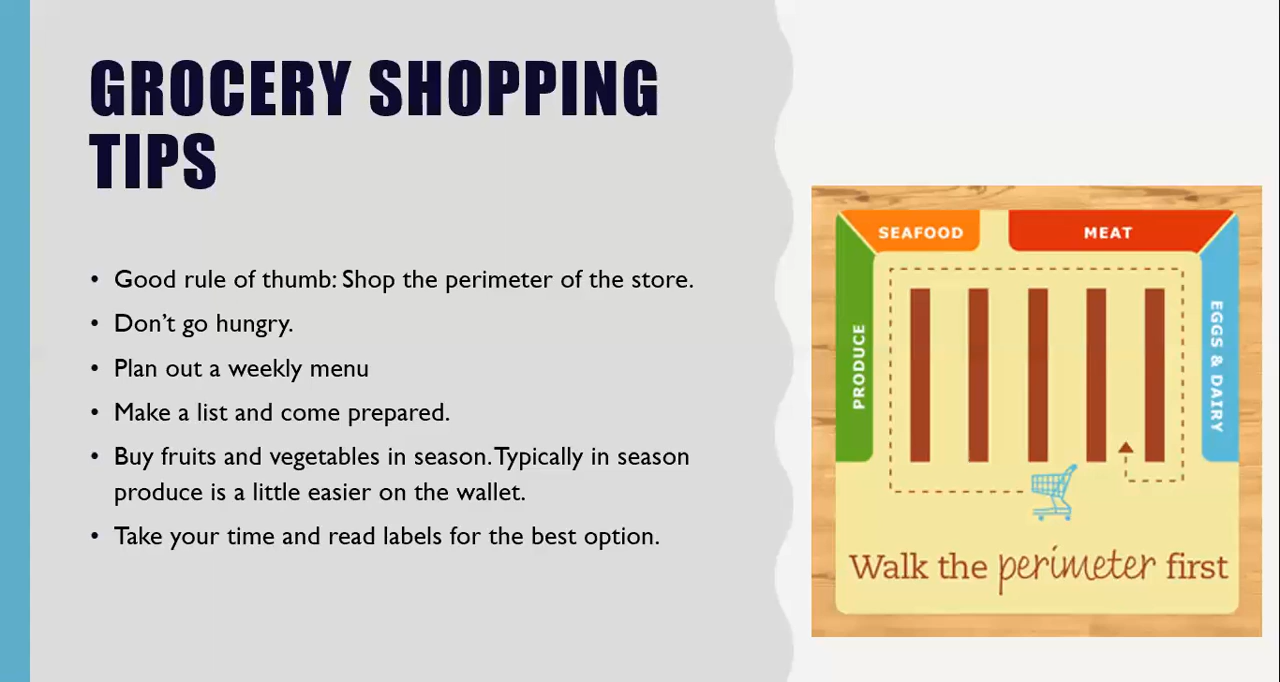 GROCERY SHOPPING
TIPS
• Good rule of thumb: Shop the perimeter of the store.
• Don’t go hungry.
• Plan out a weekly menu
• Make a list and come prepared.
• Buy fruits and vegetables in season. Typically in season
produce is a little easier on the wallet.
• Take your time and read labels for the best option.
SEAFOOD
MEAT
PRODUCE
EGGS & DAIRY
Walk the perimeter first